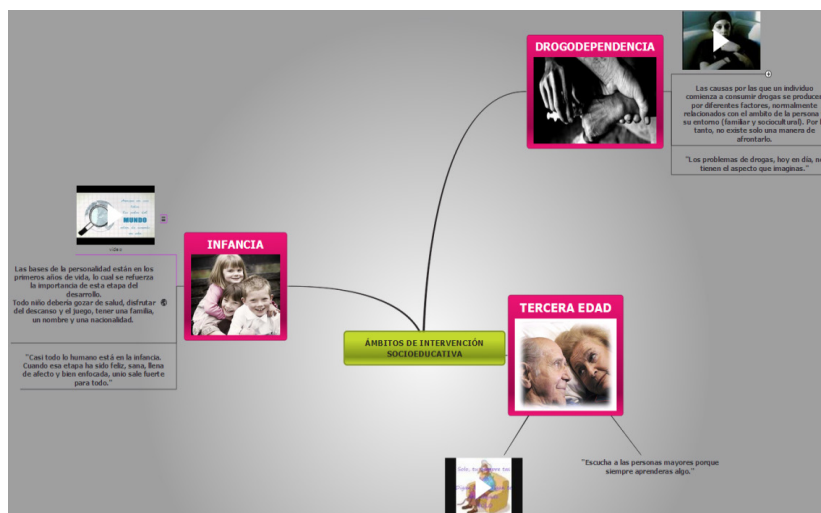 DROGODEPENDENCIA
Las causas por las que un individuo
comienza a consumir drogas se producen
por diferentes factores, normalmente
relacionados con el ambito de la persona
su entorno (familiar y sociocultural). Por
tanto, no existe solo una manera de
afrontarlo.
"Los problemas de drogas, hoy en día, no
tienen el aspecto que imaginas."
MUNDO
INFANCIA
Las bases de la personalidad están en los
primeros años de vida, lo cual se refuerza
la importancia de esta etapa del
desarrollo.
Todo niño debería gozar de salud, disfrutar
del descanso y el juego, tener una familia,
un nombre y una nacionalidad.
"Casi todo lo humano está en la infancia.
Cuando esa etapa ha sido feliz, sana, llena
de afecto y bien enfocada, unio sale fuerte
para todo."
ÁMBITOS DE INTERVENCIÓN
SOCIOEDUCATIVA
TERCERA EDAD
"Escucha a las personas mayores porque
siempre aprenderas algo."